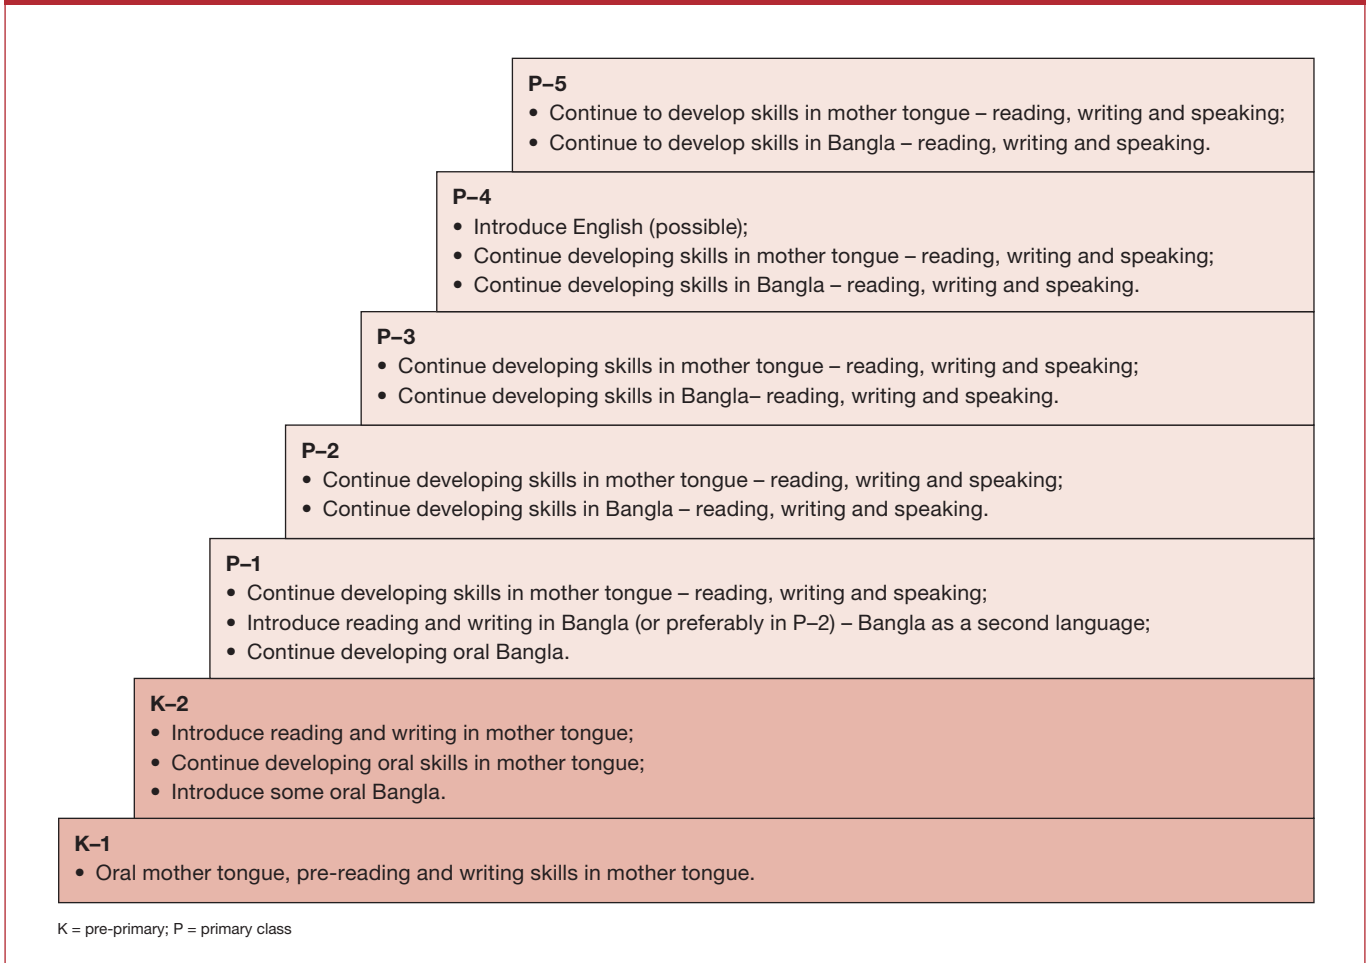 P–5
• Continue to develop skills in mother tongue – reading, writing and speaking;
• Continue to develop skills in Bangla – reading, writing and speaking.
P–4
• Introduce English (possible);
• Continue developing skills in mother tongue – reading, writing and speaking;
• Continue developing skills in Bangla – reading, writing and speaking.
P–3
• Continue developing skills in mother tongue – reading, writing and speaking;
• Continue developing skills in Bangla– reading, writing and speaking.
P–2
• Continue developing skills in mother tongue – reading, writing and speaking;
• Continue developing skills in Bangla – reading, writing and speaking.
P–1
• Continue developing skills in mother tongue – reading, writing and speaking;
• Introduce reading and writing in Bangla (or preferably in P–2) – Bangla as a second language;
• Continue developing oral Bangla.
K–2
• Introduce reading and writing in mother tongue;
• Continue developing oral skills in mother tongue;
• Introduce some oral Bangla.
K–1
• Oral mother tongue, pre-reading and writing skills in mother tongue.
K = pre-primary; P = primary class